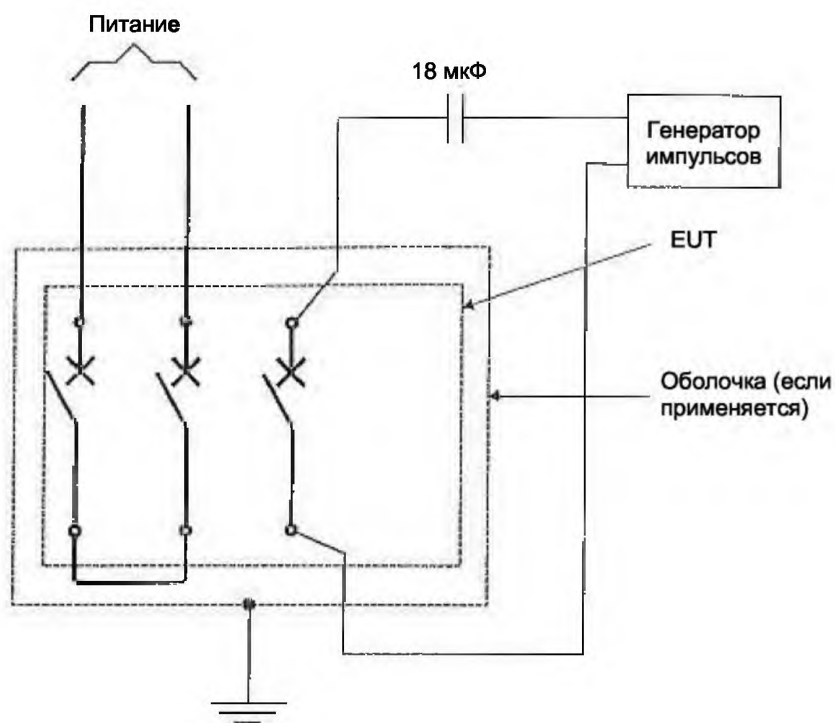 Питание
18 мкФ
Генератор
импульсов
EUT
Оболочка (если
применяется)